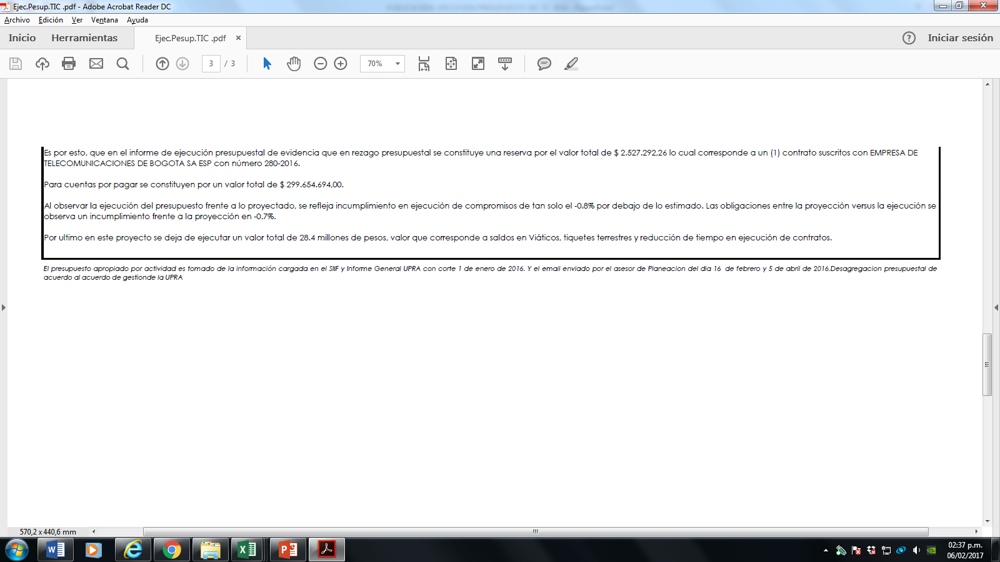 Ejec.Pesup.TIC .pdf - Adobe Acrobat Reader DC
Archivo Edición Ver Ventana Ayuda
Inicio Herramientas Ejec.Pesup.TIC .pdf × ? Iniciar sesión
3 / 3 70%
Es por esto, que en el informe de ejecución presupuestal de evidencia que en rezago presupuestal se constituye una reserva por el valor total de $ 2.527.292,26 lo cual corresponde a un (1) contrato suscritos con EMPRESA DE
TELECOMUNICACIONES DE BOGOTA SA ESP con número 280-2016.
Para cuentas por pagar se constituyen por un valor total de $ 299.654.694,00.
Al observar la ejecución del presupuesto frente a lo proyectado, se refleja incumplimiento en ejecución de compromisos de tan solo el -0.8% por debajo de lo estimado. Las obligaciones entre la proyección versus la ejecución se
observa un incumplimiento frente a la proyección en -0.7%.
Por ultimo en este proyecto se deja de ejecutar un valor total de 28.4 millones de pesos, valor que corresponde a saldos en Viáticos, tiquetes terrestres y reducción de tiempo en ejecución de contratos.
El presupuesto apropiado por actividad es tomado de la información cargada en el SIIF y Informe General UPRA con corte 1 de enero de 2016. Y el email enviado por el asesor de Planeacion del dia 16 de febrero y 5 de abril de 2016.Desagregacion presupuestal de
acuerdo al acuerdo de gestionde la UPRA
570,2 x 440,6 mm
02:37 p.m.
06/02/2017